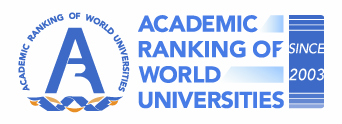 ACADEMIC RANKING OF WORLD UNIVERSITIES
A
ACADEMIC
RANKING OF
WORLD
UNIVERSITIES
SINCE
2003